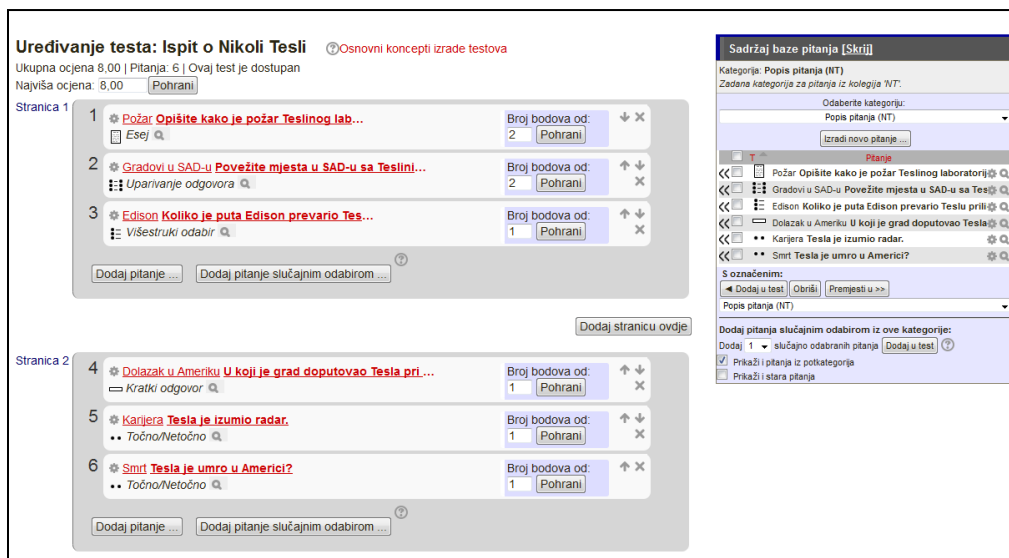 Uređivanje testa: Ispit o Nikoli Tesli
Osnovni koncepti izrade testova
Ukupna ocjena 8,00 | Pitanja: 6 | Ovaj test je dostupan
Najviša ocjena: 8,00 Pohrani
Stranica 1
1 Požar Opišite kako je požar Teslinog lab...
Esej
Broj bodova od:
2 Pohrani
2 Gradovi u SAD-u Povežite mjesta u SAD-u sa Teslini...
Uparivanje odgovora
Broj bodova od:
2 Pohrani
3 Edison Koliko je puta Edison prevario Tes...
Višestruki odabir
Broj bodova od:
1 Pohrani
Dodaj pitanje ... Dodaj pitanje slučajnim odabirom ...
Dodaj stranicu ovdje
Stranica 2
4 Dolazak u Ameriku U koji je grad doputovao Tesla pri ...
Kratki odgovor
Broj bodova od:
1 Pohrani
5 Karijera Tesla je izumio radar.
Točno/Netočno
Broj bodova od:
1 Pohrani
6 Smrt Tesla je umro u Americi?
Točno/Netočno
Broj bodova od:
1 Pohrani
Dodaj pitanje ... Dodaj pitanje slučajnim odabirom ...
Sadržaj baze pitanja [Skrij]
Kategorija: Popis pitanja (NT)
Zadana kategorija za pitanja iz kolegija 'NT'.
Odaberite kategoriju:
Popis pitanja (NT)
Izradi novo pitanje ...
T Pitanje
Požar Opišite kako je požar Teslinog laboratorij
Gradovi u SAD-u Povežite mjesta u SAD-u sa Tes
Edison Koliko je puta Edison prevario Teslu prili
Dolazak u Ameriku U koji je grad doputovao Tesla
Karijera Tesla je izumio radar.
Smrt Tesla je umro u Americi?
S označenim:
◄ Dodaj u test Obriši Premjesti u >>
Popis pitanja (NT)
Dodaj pitanja slučajnim odabirom iz ove kategorije:
Dodaj 1 slučajno odabranih pitanja Dodaj u test
Prikaži i pitanja iz potkategorija
Prikaži i stara pitanja